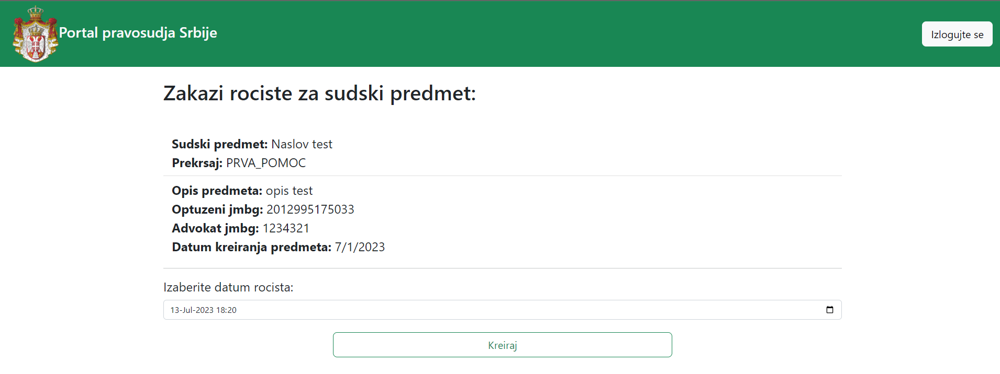 Portal pravosudja Srbije
Izlogujte se
Zakazi rociste za sudski predmet:
Sudski predmet: Naslov test
Prekrsaj: PRVA_POMOC
Opis predmeta: opis test
Optuzeni jmbg: 2012995175033
Advokat jmbg: 1234321
Datum kreiranja predmeta: 7/1/2023
Izaberite datum rocista:
13-Jul-2023 18:20
Kreiraj